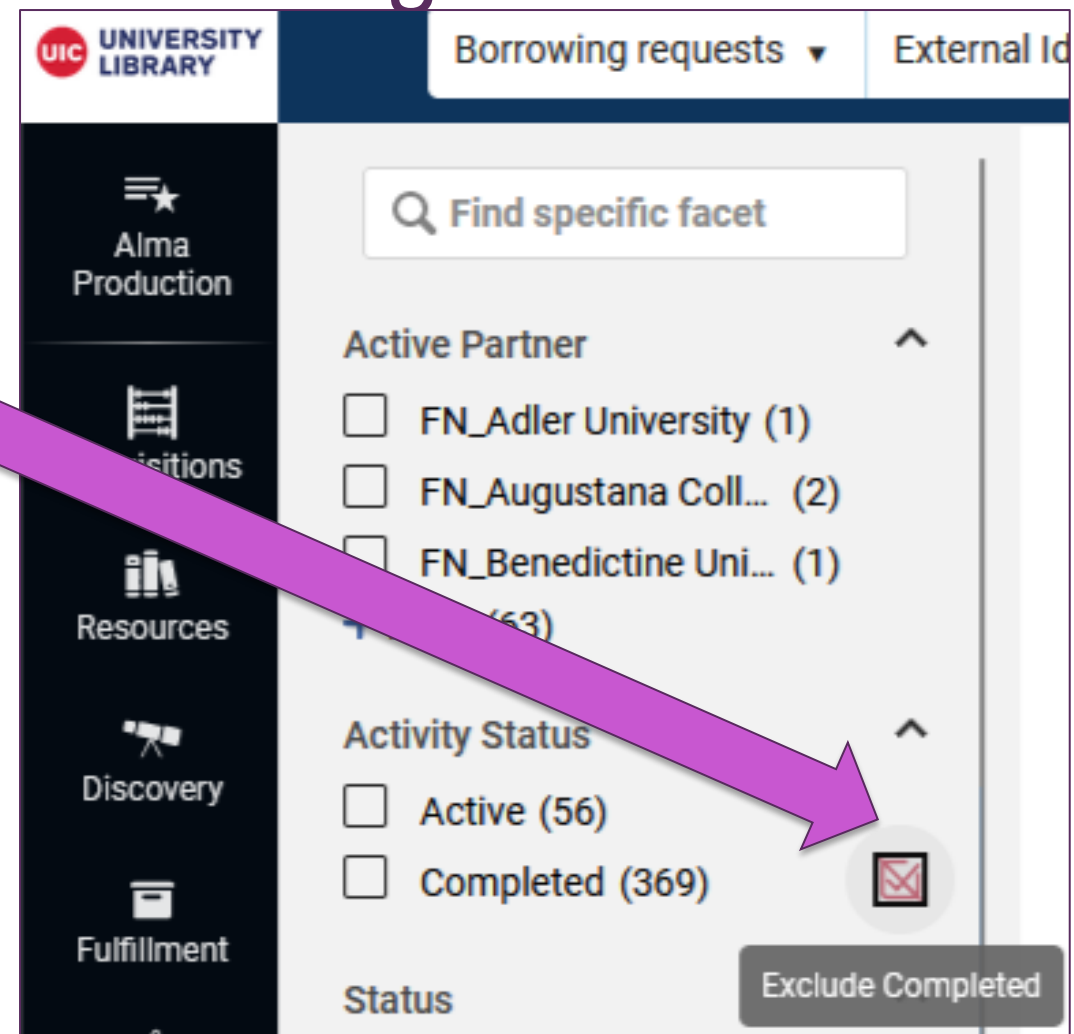 UIC UNIVERSITY
LIBRARY
Borrowing requests
External Id
Alma
Production
Resources
Discovery
Fulfillment
Find specific facet
Active Partner
FN_Adler University (1)
FN_Augustana Coll... (2)
FN_Benedictine Uni... (1)
(63)
Activity Status
Active (56)
Completed (369)
Exclude Completed
Status